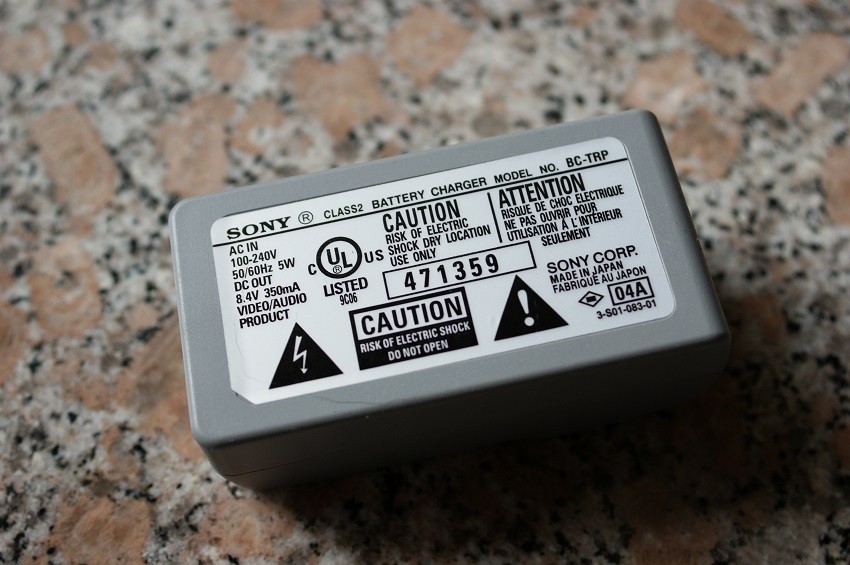 SONY ® CLASS2 BATTERY CHARGER MODEL NO. BC-TRP
AC IN
100-240V
50/60Hz 5W
DC OUT
8.4V 350mA
VIDEO/AUDIO
PRODUCT
C UL ® US
LISTED
9C06
CAUTION
RISK OF ELECTRIC
SHOCK DRY LOCATION
USE ONLY
ATTENTION
RISQUE DE CHOC ELECTRIQUE
NE PAS OUVRIR POUR
UTILISATION A L'INTÉRIEUR
SEULEMENT
471359
CAUTION
RISK OF ELECTRIC SHOCK
DO NOT OPEN
!
SONY CORP.
MADE IN JAPAN
FABRIQUE AU JAPON
04A
3-S01-083-01